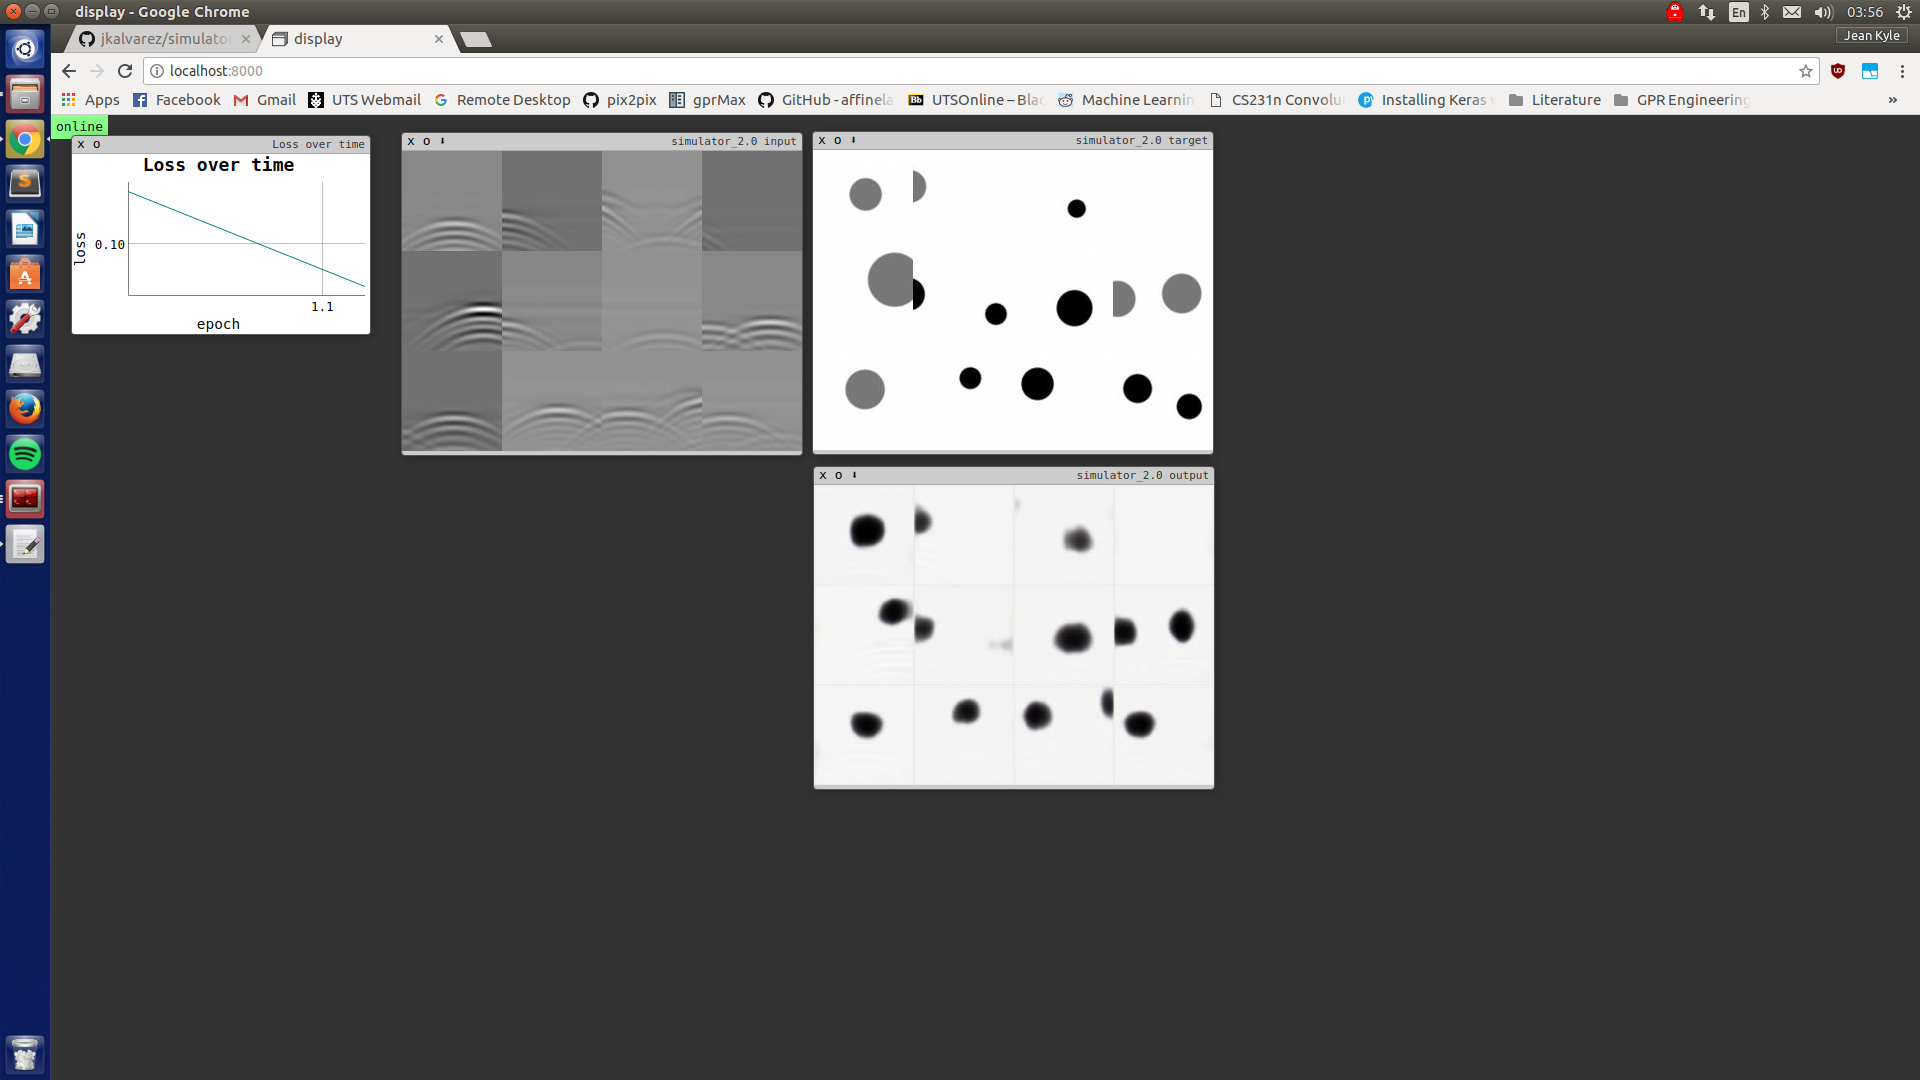 display - Google Chrome
En
03:56
jkalvarez/simulator
display
Jean Kyle
localhost:8000
Apps
Facebook
Gmail
UTS Webmail
Remote Desktop
pix2pix
gprMax
GitHub - affinela
UTSOnline – Blac
Machine Learnin
CS231n Convolu
Installing Keras
Literature
GPR Engineering
»
online
x o Loss over time
Loss over time
loss
0.10
1.1
epoch
x o ⬇ simulator_2.0 input
x o ⬇ simulator_2.0 target
x o ⬇ simulator_2.0 output